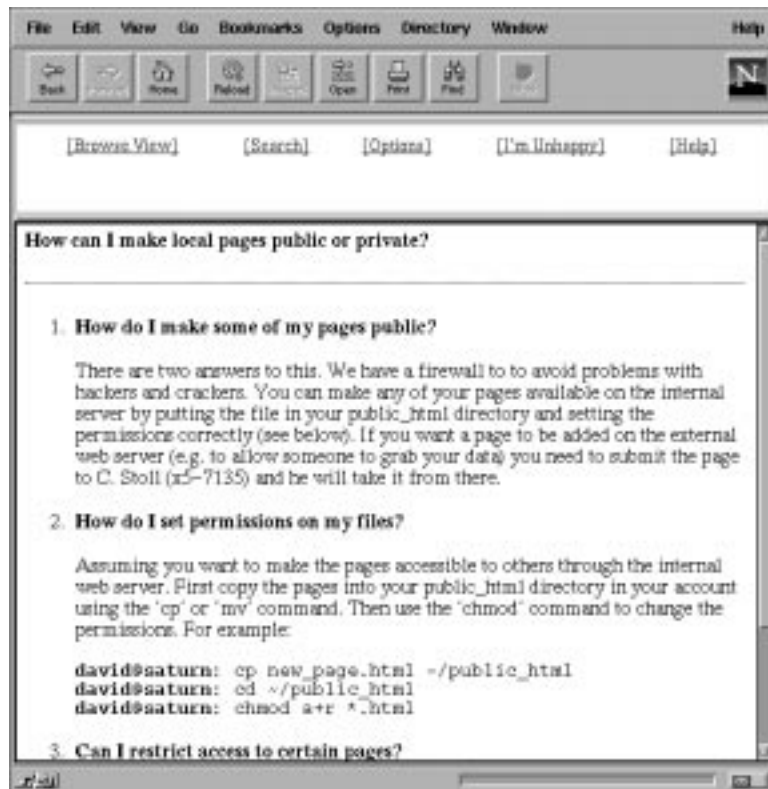 File Edit View Go Bookmarks Options Directory Window Help
Back Home Reload Open Print Find
N
[Browse View] [Search] [Options] [I'm Unhappy] [Help]
How can I make local pages public or private?
1. How do I make some of my pages public?
There are two answers to this. We have a firewall to to avoid problems with
hackers and crackers. You can make any of your pages available on the internal
server by putting the file in your public_html directory and setting the
permissions correctly (see below). If you want a page to be added on the external
web server (e.g. to allow someone to grab your data) you need to submit the page
to C. Stoll (x5-7135) and he will take it from there.
2. How do I set permissions on my files?
Assuming you want to make the pages accessible to others through the internal
web server. First copy the pages into your public_html directory in your account
using the 'cp' or 'mv' command. Then use the 'chmod' command to change the
permissions. For example:
david@saturn: cp new_page.html ~/public_html
david@saturn: cd ~/public_html
david@saturn: chmod a+r *.html
3. Can I restrict access to certain pages?